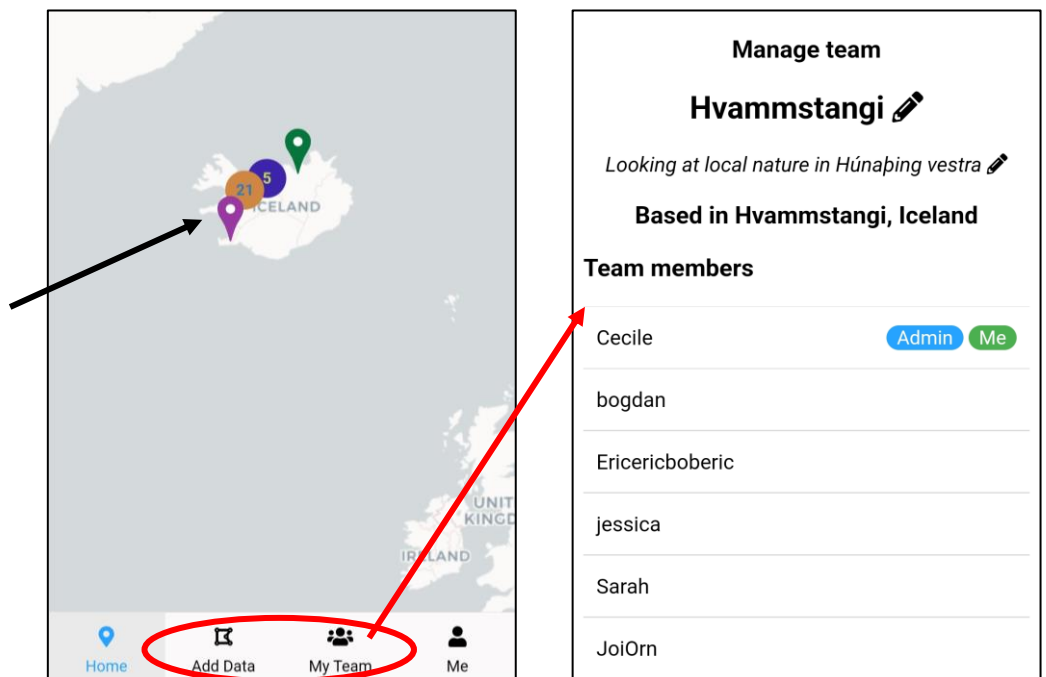 5
21
ICELAND
UNIT
KINGD
IRELAND
Home
Add Data
My Team
Me
Manage team
Hvammstangi
Looking at local nature in Húnaþing vestra
Based in Hvammstangi, Iceland
Team members
Cecile Admin Me
bogdan
Ericericboberic
jessica
Sarah
JoiOrn